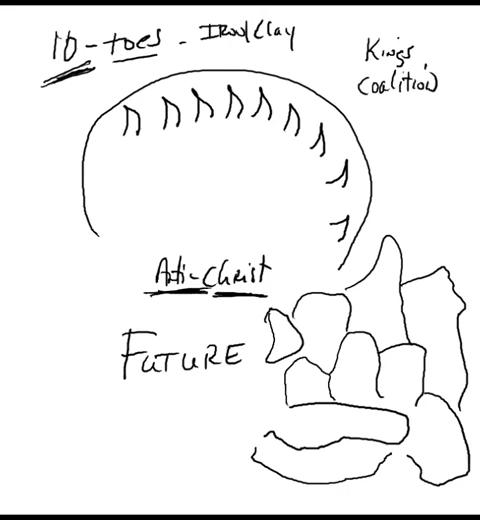 10-toes - Iron/Clay
Kings
Coalition
Anti-Christ
FUTURE